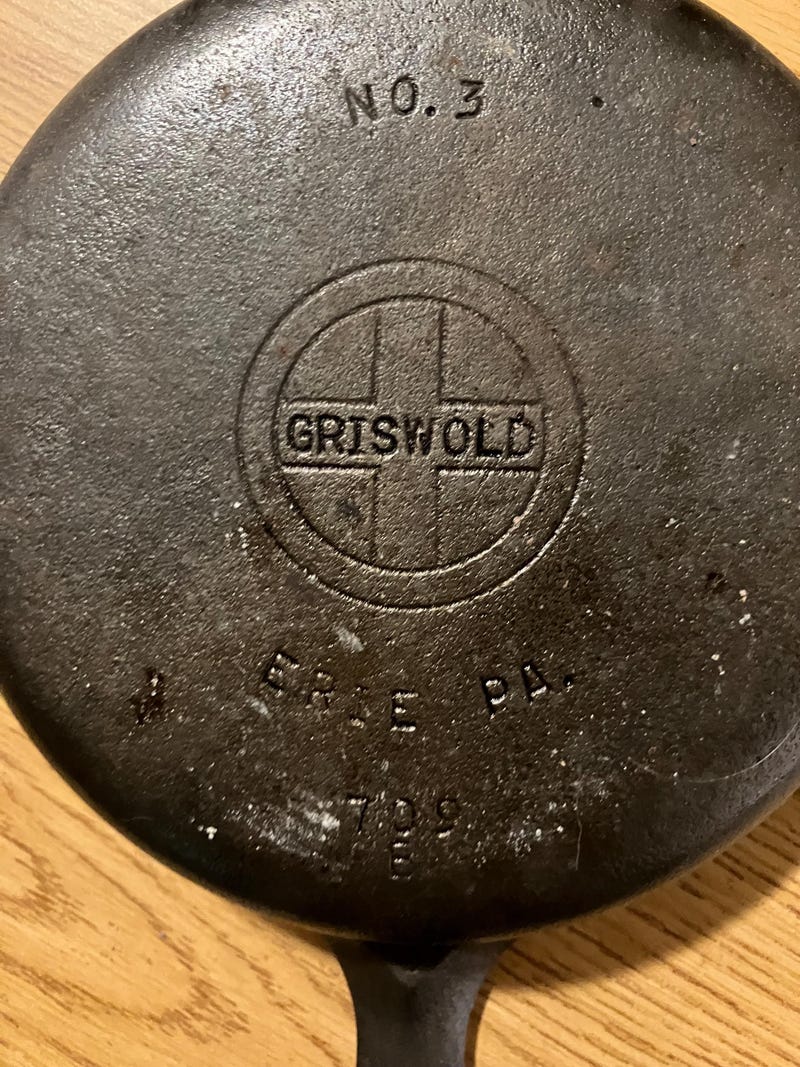 NO. 3
GRISWOLD
ERIE PA.
709
E